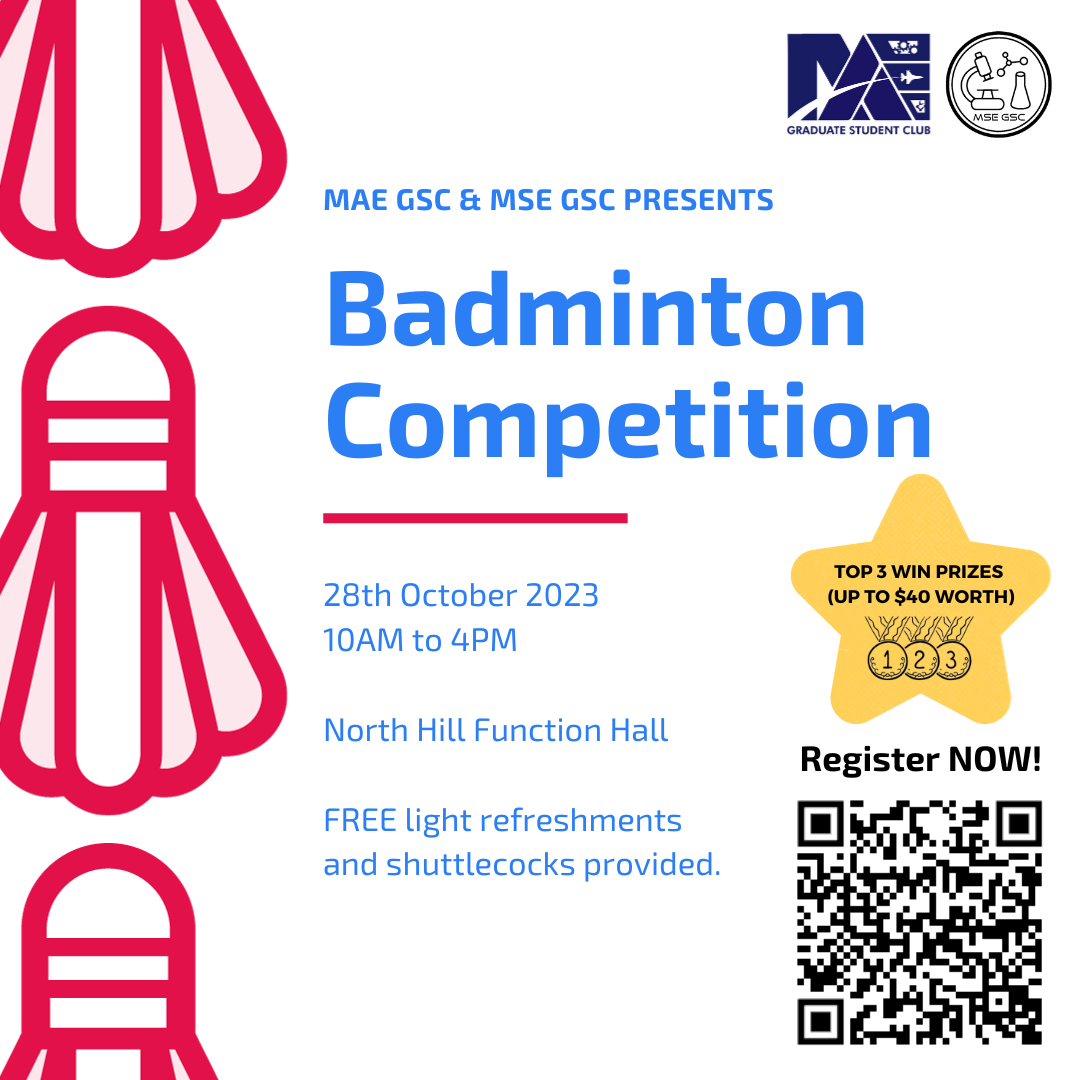 MAE
GRADUATE STUDENT CLUB
MSE GSC
MAE GSC & MSE GSC PRESENTS
Badminton
Competition
28th October 2023
10AM to 4PM
North Hill Function Hall
FREE light refreshments
and shuttlecocks provided.
TOP 3 WIN PRIZES
(UP TO $40 WORTH)
1 2 3
Register NOW!